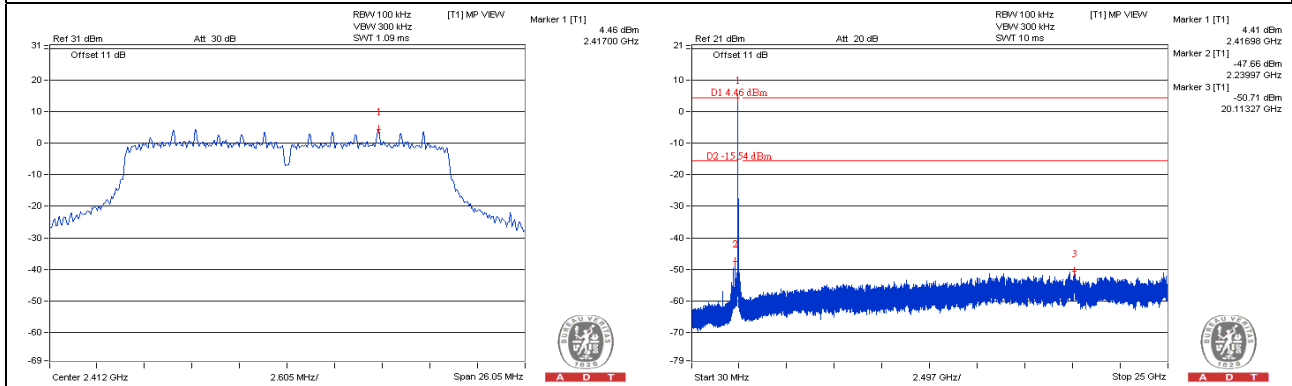 RBW 100 kHz [T1] MP VIEW
VBW 300 kHz
Ref 31 dBm Att 30 dB SWT 1.09 ms
Marker 1 [T1]
4.46 dBm
2.41700 GHz
Offset 11 dB
31
20
10
0
-10
-20
-30
-40
-50
-60
-69
1
Center 2.412 GHz 2.605 MHz/ Span 26.05 MHz
BUREAU VERITAS
1828
A D T
RBW 100 kHz [T1] MP VIEW
VBW 300 kHz
Ref 21 dBm Att 20 dB SWT 10 ms
Marker 1 [T1]
4.41 dBm
2.41698 GHz
Marker 2 [T1]
-47.66 dBm
2.23997 GHz
Marker 3 [T1]
-50.71 dBm
20.11327 GHz
Offset 11 dB
21
10
0
-10
-20
-30
-40
-50
-60
-70
-79
1
D1 4.46 dBm
D2 -15.54 dBm
2
3
Start 30 MHz 2.497 GHz/ Stop 25 GHz
BUREAU VERITAS
1828
A D T